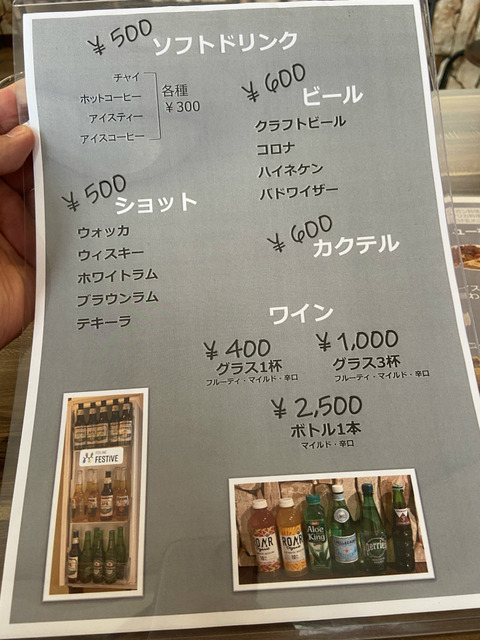 ￥500
ソフトドリンク
チャイ
ホットコーヒー
アイスティー
アイスコーヒー
各種
￥300
￥600
ビール
クラフトビール
コロナ
ハイネケン
バドワイザー
￥500
ショット
ウォッカ
ウィスキー
ホワイトラム
ブラウンラム
テキーラ
￥600
カクテル
ワイン
￥400
グラス1杯
フルーティ・マイルド・辛口
￥1,000
グラス3杯
フルーティ・マイルド・辛口
￥2,500
ボトル1本
マイルド・辛口
FESTIVE
ROAR
ROAR
Aloe
King
perrier